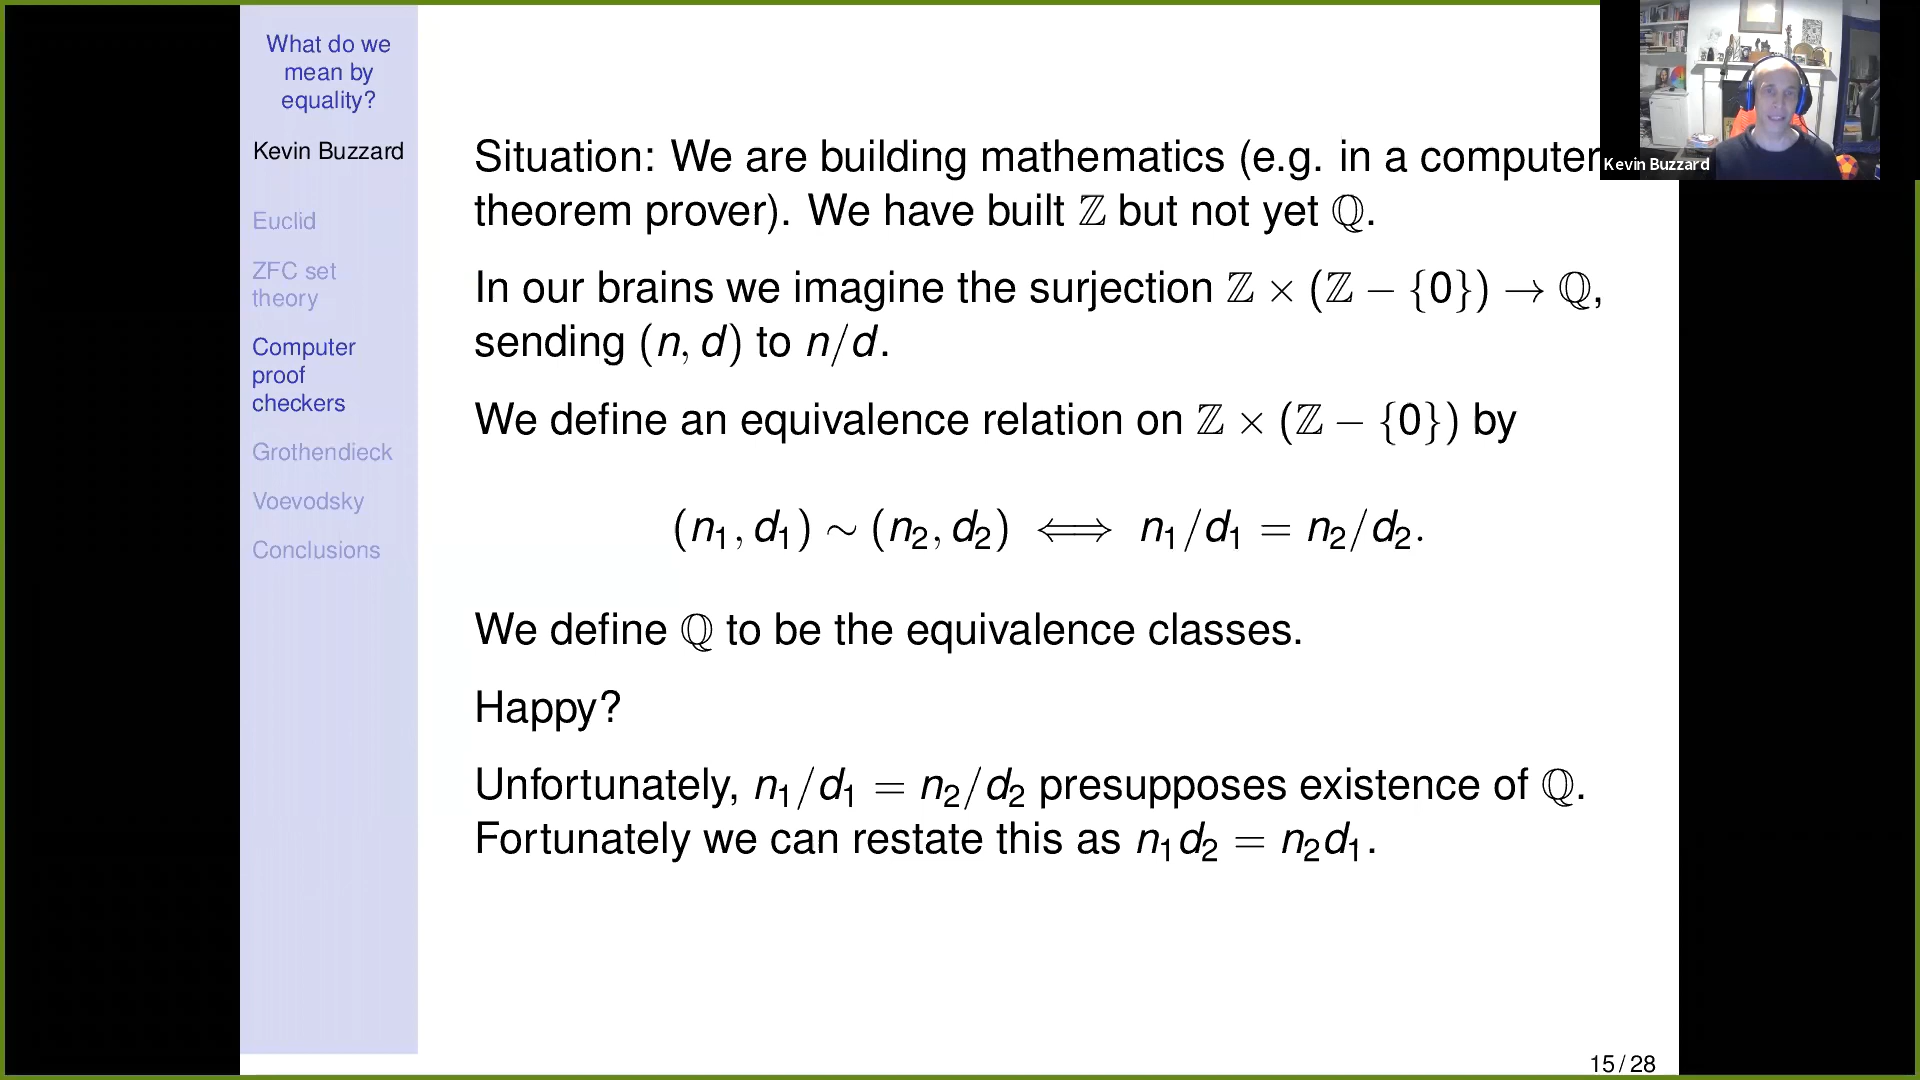 What do we
mean by
equality?
Kevin Buzzard
Euclid
ZFC set
theory
Computer
proof
checkers
Grothendieck
Voevodsky
Conclusions
Situation: We are building mathematics (e.g. in a computer
theorem prover). We have built ℤ but not yet ℚ.
In our brains we imagine the surjection ℤ × (ℤ − {0}) → ℚ,
sending (n, d) to n/d.
We define an equivalence relation on ℤ × (ℤ − {0}) by
(n₁, d₁) ∼ (n₂, d₂) ⟺ n₁/d₁ = n₂/d₂.
We define ℚ to be the equivalence classes.
Happy?
Unfortunately, n₁/d₁ = n₂/d₂ presupposes existence of ℚ.
Fortunately we can restate this as n₁d₂ = n₂d₁.
15 / 28
Kevin Buzzard